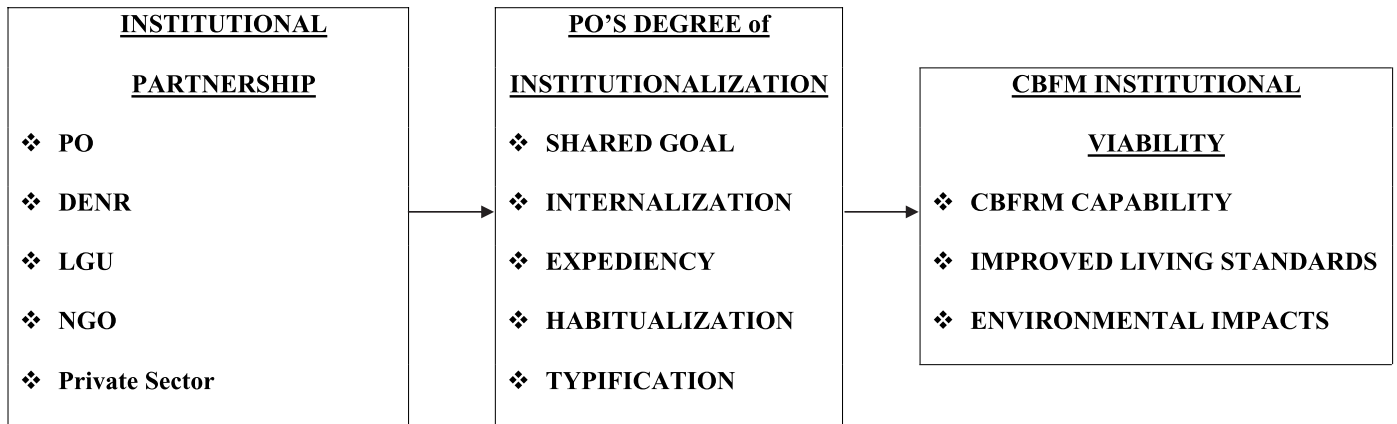 INSTITUTIONAL
PARTNERSHIP
❖ PO
❖ DENR
❖ LGU
❖ NGO
❖ Private Sector
PO’S DEGREE of
INSTITUTIONALIZATION
❖ SHARED GOAL
❖ INTERNALIZATION
❖ EXPEDIENCY
❖ HABITUALIZATION
❖ TYPIFICATION
CBFM INSTITUTIONAL
VIABILITY
❖ CBFRM CAPABILITY
❖ IMPROVED LIVING STANDARDS
❖ ENVIRONMENTAL IMPACTS